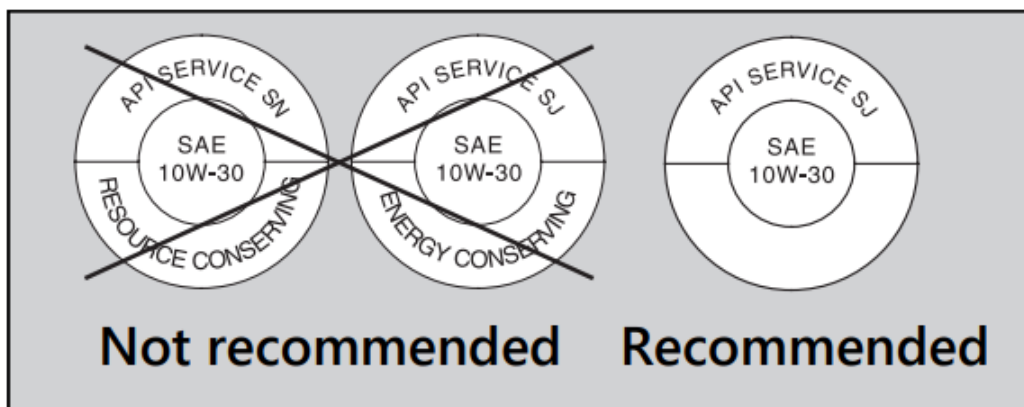 API SERVICE SN
SAE
10W-30
RESOURCE CONSERVING
API SERVICE SJ
SAE
10W-30
ENERGY CONSERVING
API SERVICE SJ
SAE
10W-30
Not recommended
Recommended